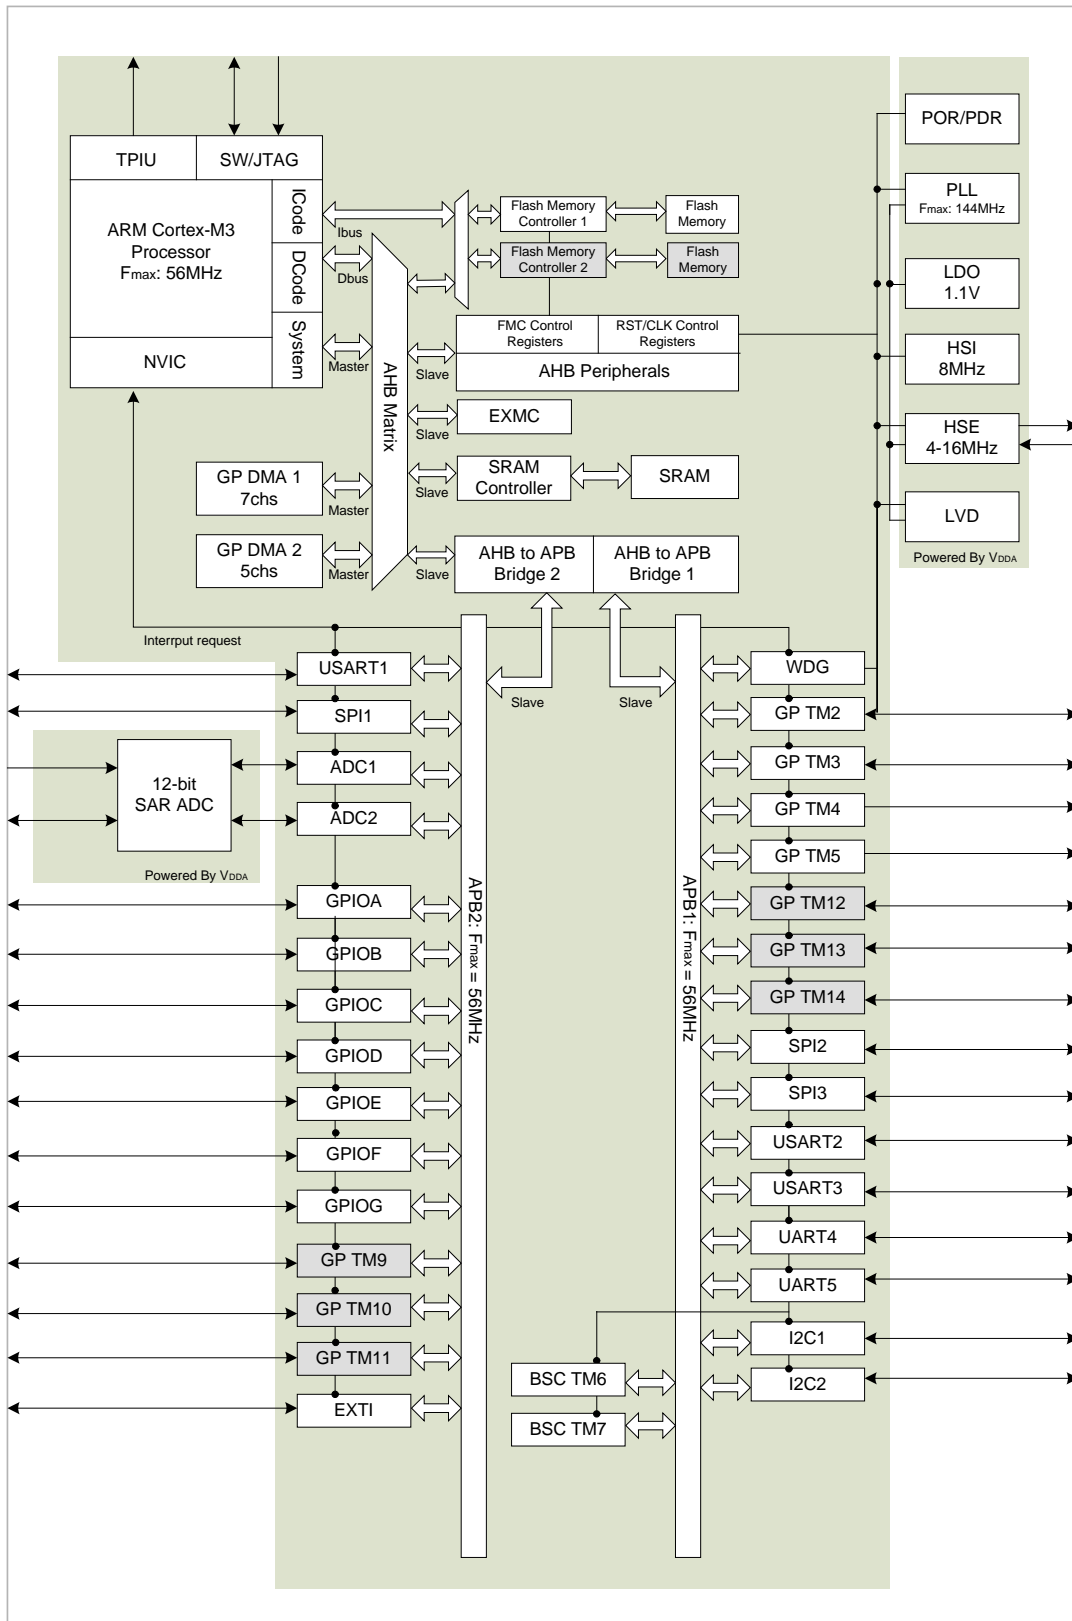 TPIU
SW/JTAG
ARM Cortex-M3
Processor
Fmax: 56MHz
ICode
DCode
System
NVIC
Ibus
Dbus
Master
AHB Matrix
Flash Memory
Controller 1
Flash
Memory
Flash Memory
Controller 2
Flash
Memory
FMC Control
Registers
RST/CLK Control
Registers
AHB Peripherals
Slave
EXMC
Slave
SRAM
Controller
SRAM
Slave
GP DMA 1
7chs
Master
GP DMA 2
5chs
Master
AHB to APB
Bridge 2
AHB to APB
Bridge 1
Slave
POR/PDR
PLL
Fmax: 144MHz
LDO
1.1V
HSI
8MHz
HSE
4-16MHz
LVD
Powered By VDDA
Interrput request
Slave
Slave
USART1
SPI1
ADC1
ADC2
12-bit
SAR ADC
Powered By VDDA
GPIOA
GPIOB
GPIOC
GPIOD
GPIOE
GPIOF
GPIOG
GP TM9
GP TM10
GP TM11
EXTI
APB2: Fmax = 56MHz
APB1: Fmax = 56MHz
BSC TM6
BSC TM7
WDG
GP TM2
GP TM3
GP TM4
GP TM5
GP TM12
GP TM13
GP TM14
SPI2
SPI3
USART2
USART3
UART4
UART5
I2C1
I2C2